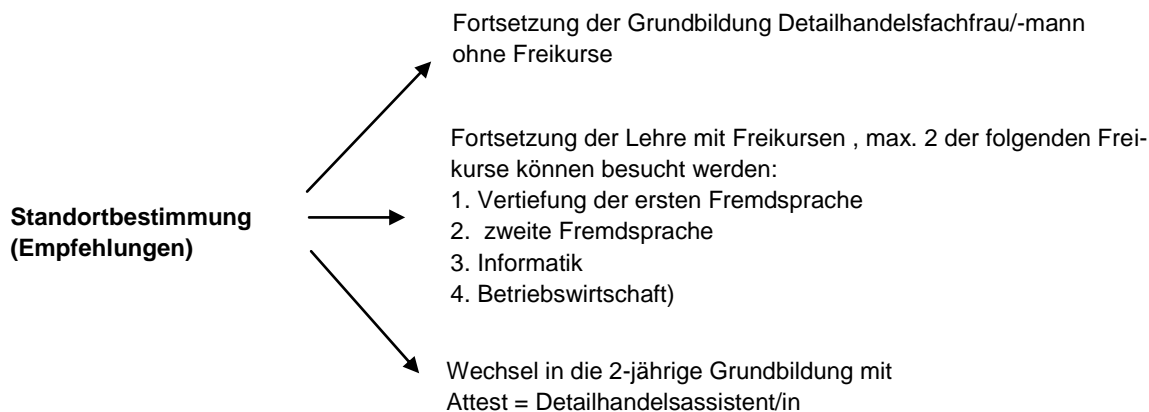 Fortsetzung der Grundbildung Detailhandelsfachfrau/-mann
ohne Freikurse
Fortsetzung der Lehre mit Freikursen , max. 2 der folgenden Frei-
kurse können besucht werden:
1. Vertiefung der ersten Fremdsprache
2. zweite Fremdsprache
3. Informatik
4. Betriebswirtschaft)
Standortbestimmung
(Empfehlungen)
Wechsel in die 2-jährige Grundbildung mit
Attest = Detailhandelsassistent/in